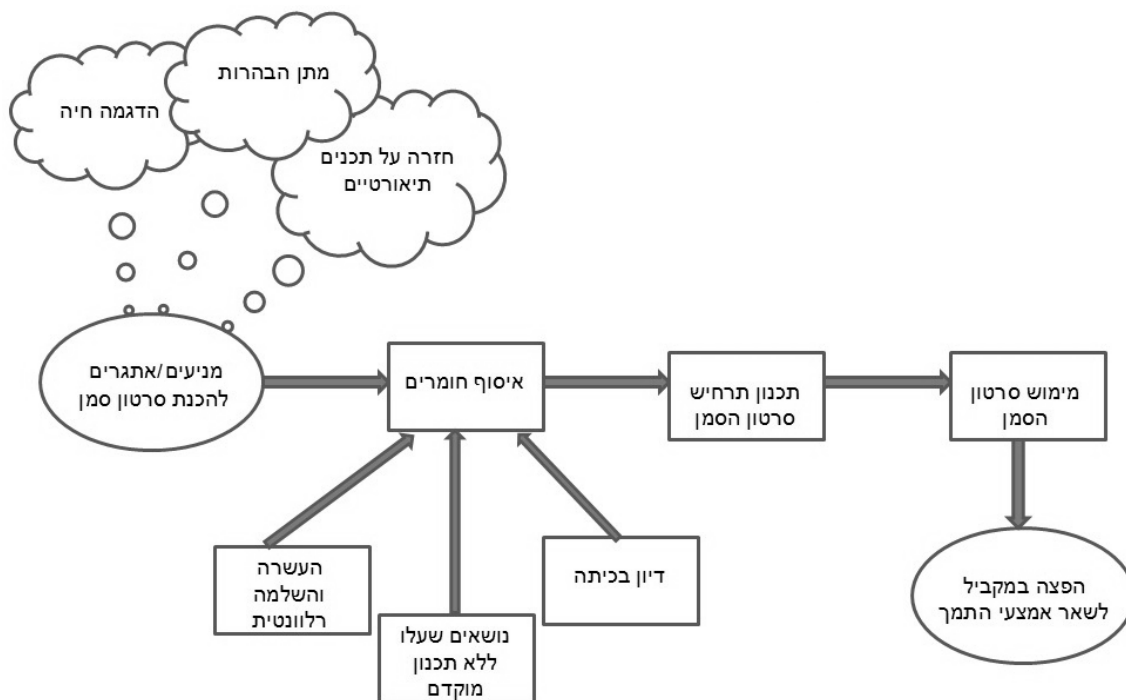 מתן הבהרות
הדגמה חיה
חזרה על תכנים
תיאורטיים
מניעים/אתגרים
להכנת סרטון סמן
איסוף חומרים
תכנון תרחיש
סרטון הסמן
מימוש סרטון
הסמן
העשרה
והשלמה
רלוונטית
נושאים שעלו
ללא תכנון
מוקדם
דיון בכיתה
הפצה במקביל
לשאר אמצעי התמך